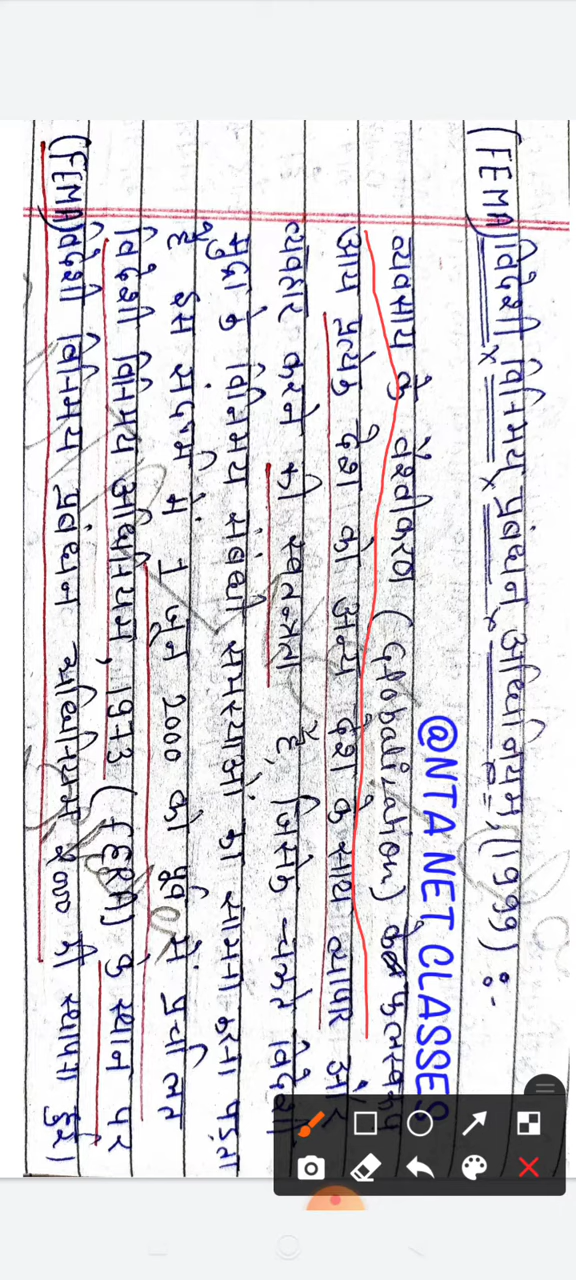 (FEMA) विदेशी विनिमय प्रबंधन अधिनियम, (1999) :-
@NTA NET CLASSES
व्यवसाय के वैश्वीकरण (Globalization) के फलस्वरूप
आय प्रत्येक देश को अन्य देशों के साथ व्यापार और
व्यवहार करने की स्वतन्त्रता है, जिसके चलते विदेशी
मुद्रा के विनिमय संबंधी समस्याओं का सामना करना पड़ता
है इस संदर्भ में 1 जून 2000 को पूर्व में प्रचलित
विदेशी विनिमय अधिनियम, 1973 (FERA) के स्थान पर
(FEMA) विदेशी विनिमय प्रबंधन अधिनियम 2000 की स्थापना हुई।